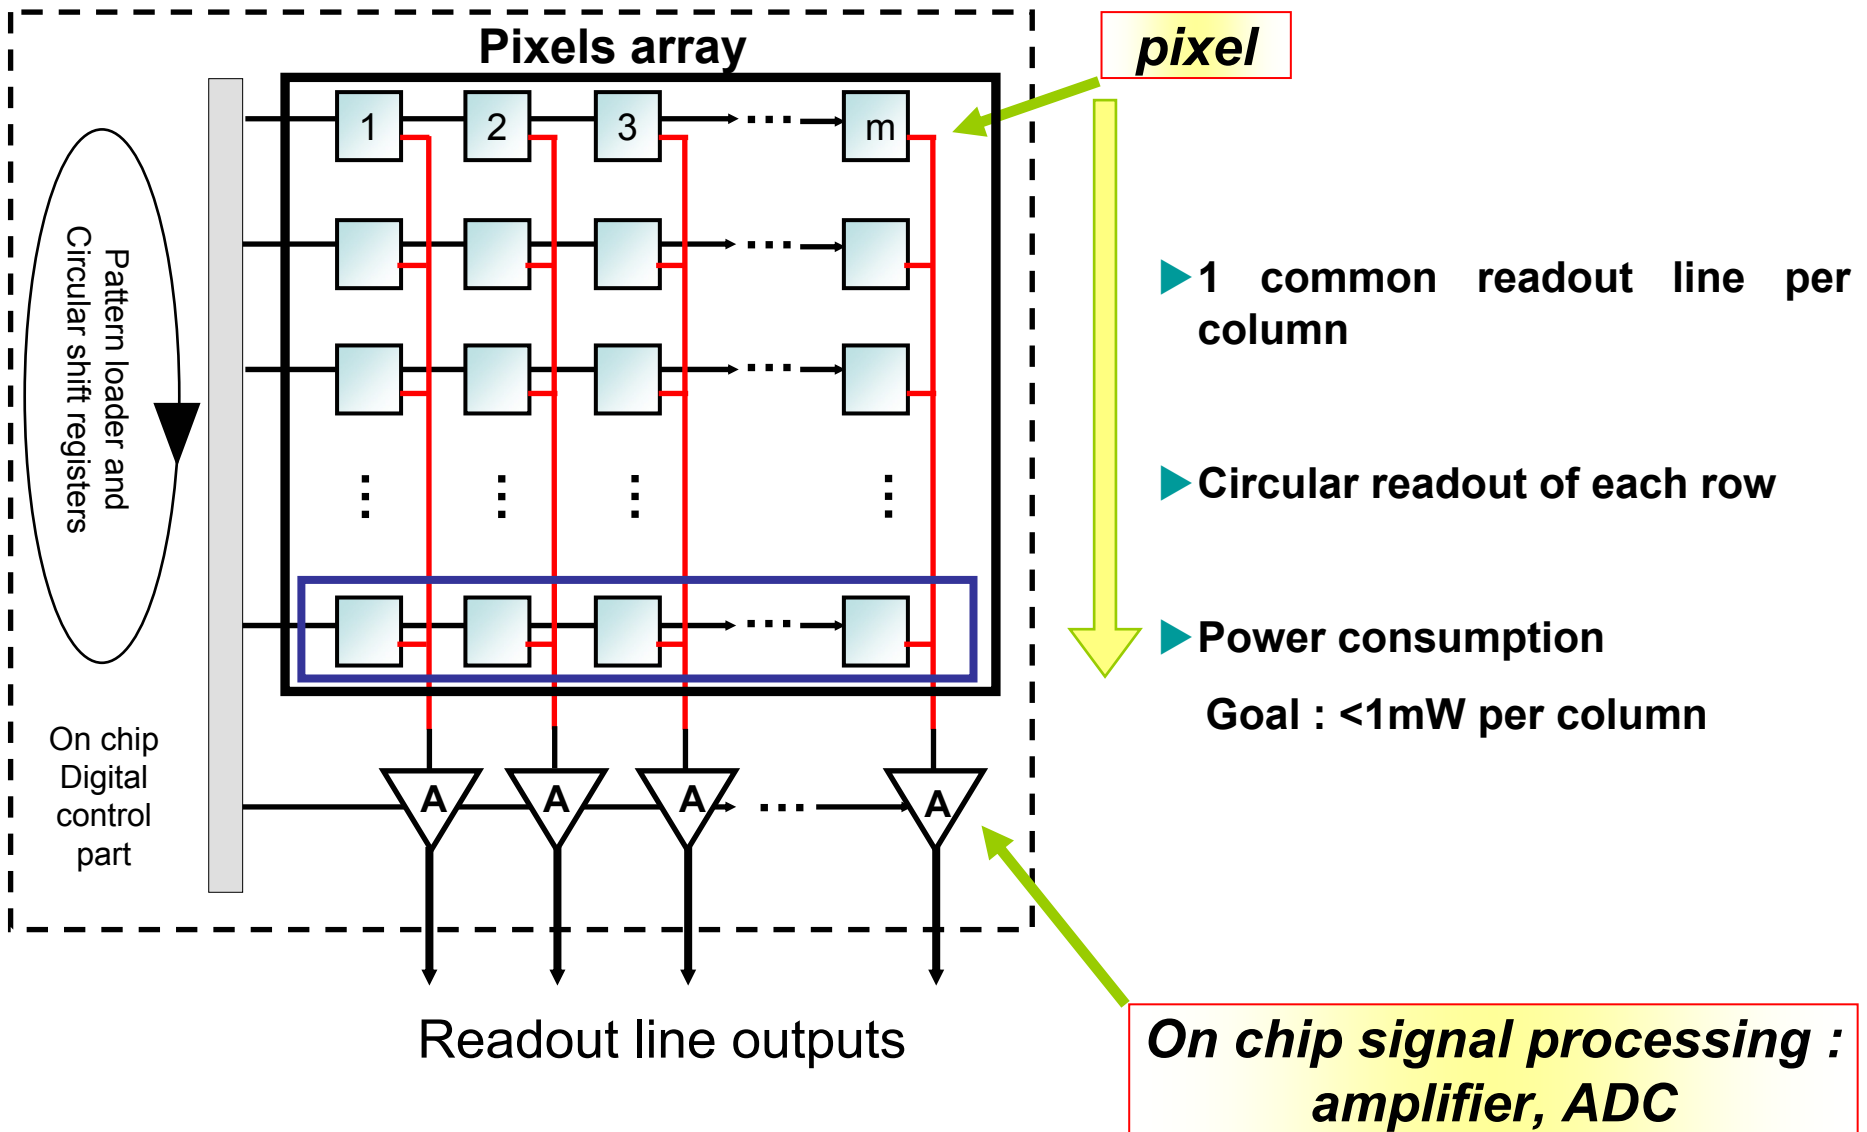 Pixels array
pixel
1 2 3 ... m
...
...
Pattern loader and
Circular shift registers
...
On chip
Digital
control
part
A A A ... A
Readout line outputs
1 common readout line per
column
Circular readout of each row
Power consumption
Goal : <1mW per column
On chip signal processing :
amplifier, ADC